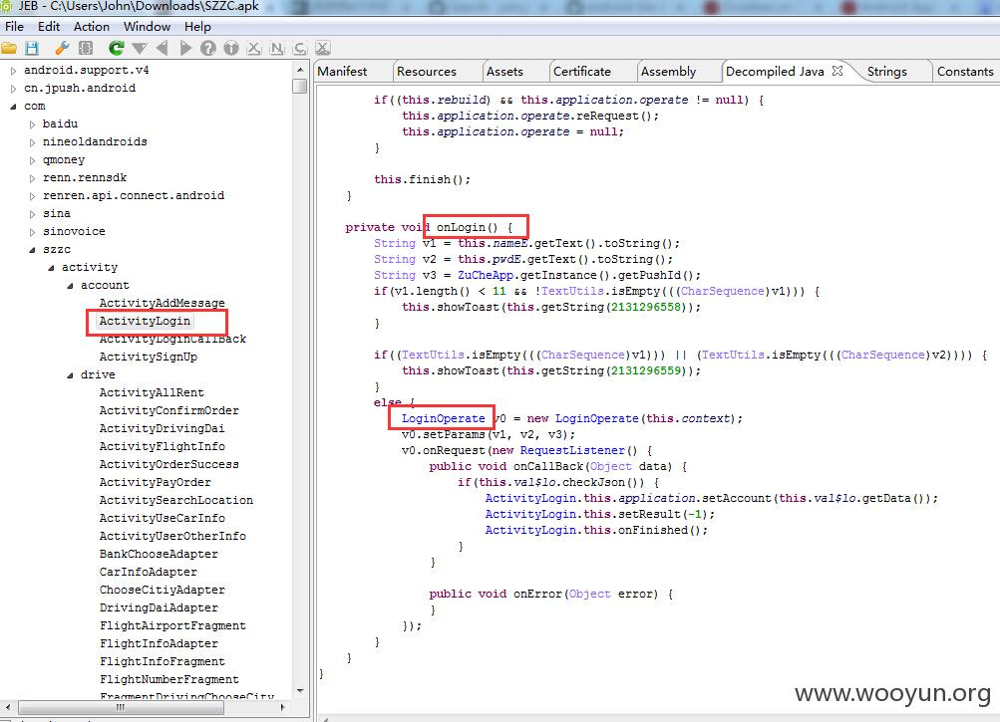 JEB - C:\Users\John\Downloads\SZZC.apk
File Edit Action Window Help
android.support.v4
cn.jpush.android
com
baidu
nineoldandroids
qmoney
renn.rennsdk
renren.api.connect.android
sina
sinovoice
szzc
activity
account
ActivityAddMessage
ActivityLogin
ActivityLoginCallBack
ActivitySignUp
drive
ActivityAllRent
ActivityConfirmOrder
ActivityDrivingDai
ActivityFlightInfo
ActivityOrderSuccess
ActivityPayOrder
ActivitySearchLocation
ActivityUseCarInfo
ActivityUserOtherInfo
BankChooseAdapter
CarInfoAdapter
ChooseCitiyAdapter
DrivingDaiAdapter
FlightAirportFragment
FlightInfoAdapter
FlightInfoFragment
FlightNumberFragment
FragmentDrivingChooseCity
Manifest Resources Assets Certificate Assembly Decompiled Java Strings Constants
if((this.rebuild) && this.application.operate != null) {
this.application.operate.reRequest();
this.application.operate = null;
}
this.finish();
}
private void onLogin() {
String v1 = this.nameE.getText().toString();
String v2 = this.pwdE.getText().toString();
String v3 = ZuCheApp.getInstance().getPushId();
if(v1.length() < 11 && !TextUtils.isEmpty(((CharSequence)v1))) {
this.showToast(this.getString(2131296558));
}
if((TextUtils.isEmpty(((CharSequence)v1))) || (TextUtils.isEmpty(((CharSequence)v2)))) {
this.showToast(this.getString(2131296559));
}
else {
LoginOperate v0 = new LoginOperate(this.context);
v0.setParams(v1, v2, v3);
v0.onRequest(new RequestListener() {
public void onCallBack(Object data) {
if(this.val$lo.checkJson()) {
ActivityLogin.this.application.setAccount(this.val$lo.getData());
ActivityLogin.this.setResult(-1);
ActivityLogin.this.onFinished();
}
}
public void onError(Object error) {
}
});
}
}
}
www.wooyun.org